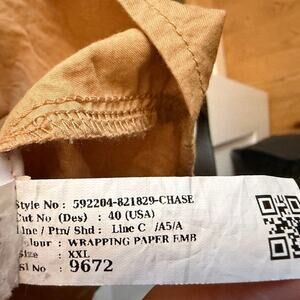 Style No : 592204-821829-CHASE
Cut No (Des) : 40 (USA)
Line / Ptn/ Shd : Line C /A5/A
Colour : WRAPPING PAPER EMB
Size : XXL
Sl No : 9672